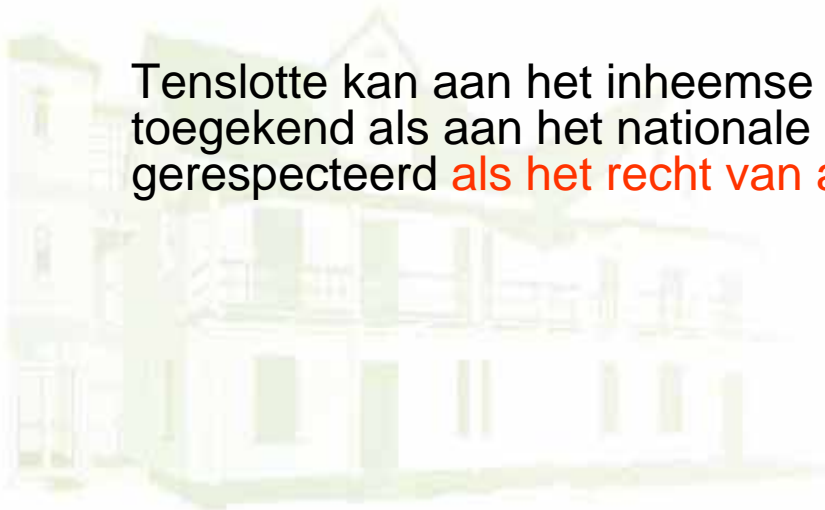 Tenslotte kan aan het inheemse
toegekend als aan het nationale
gerespecteerd als het recht van